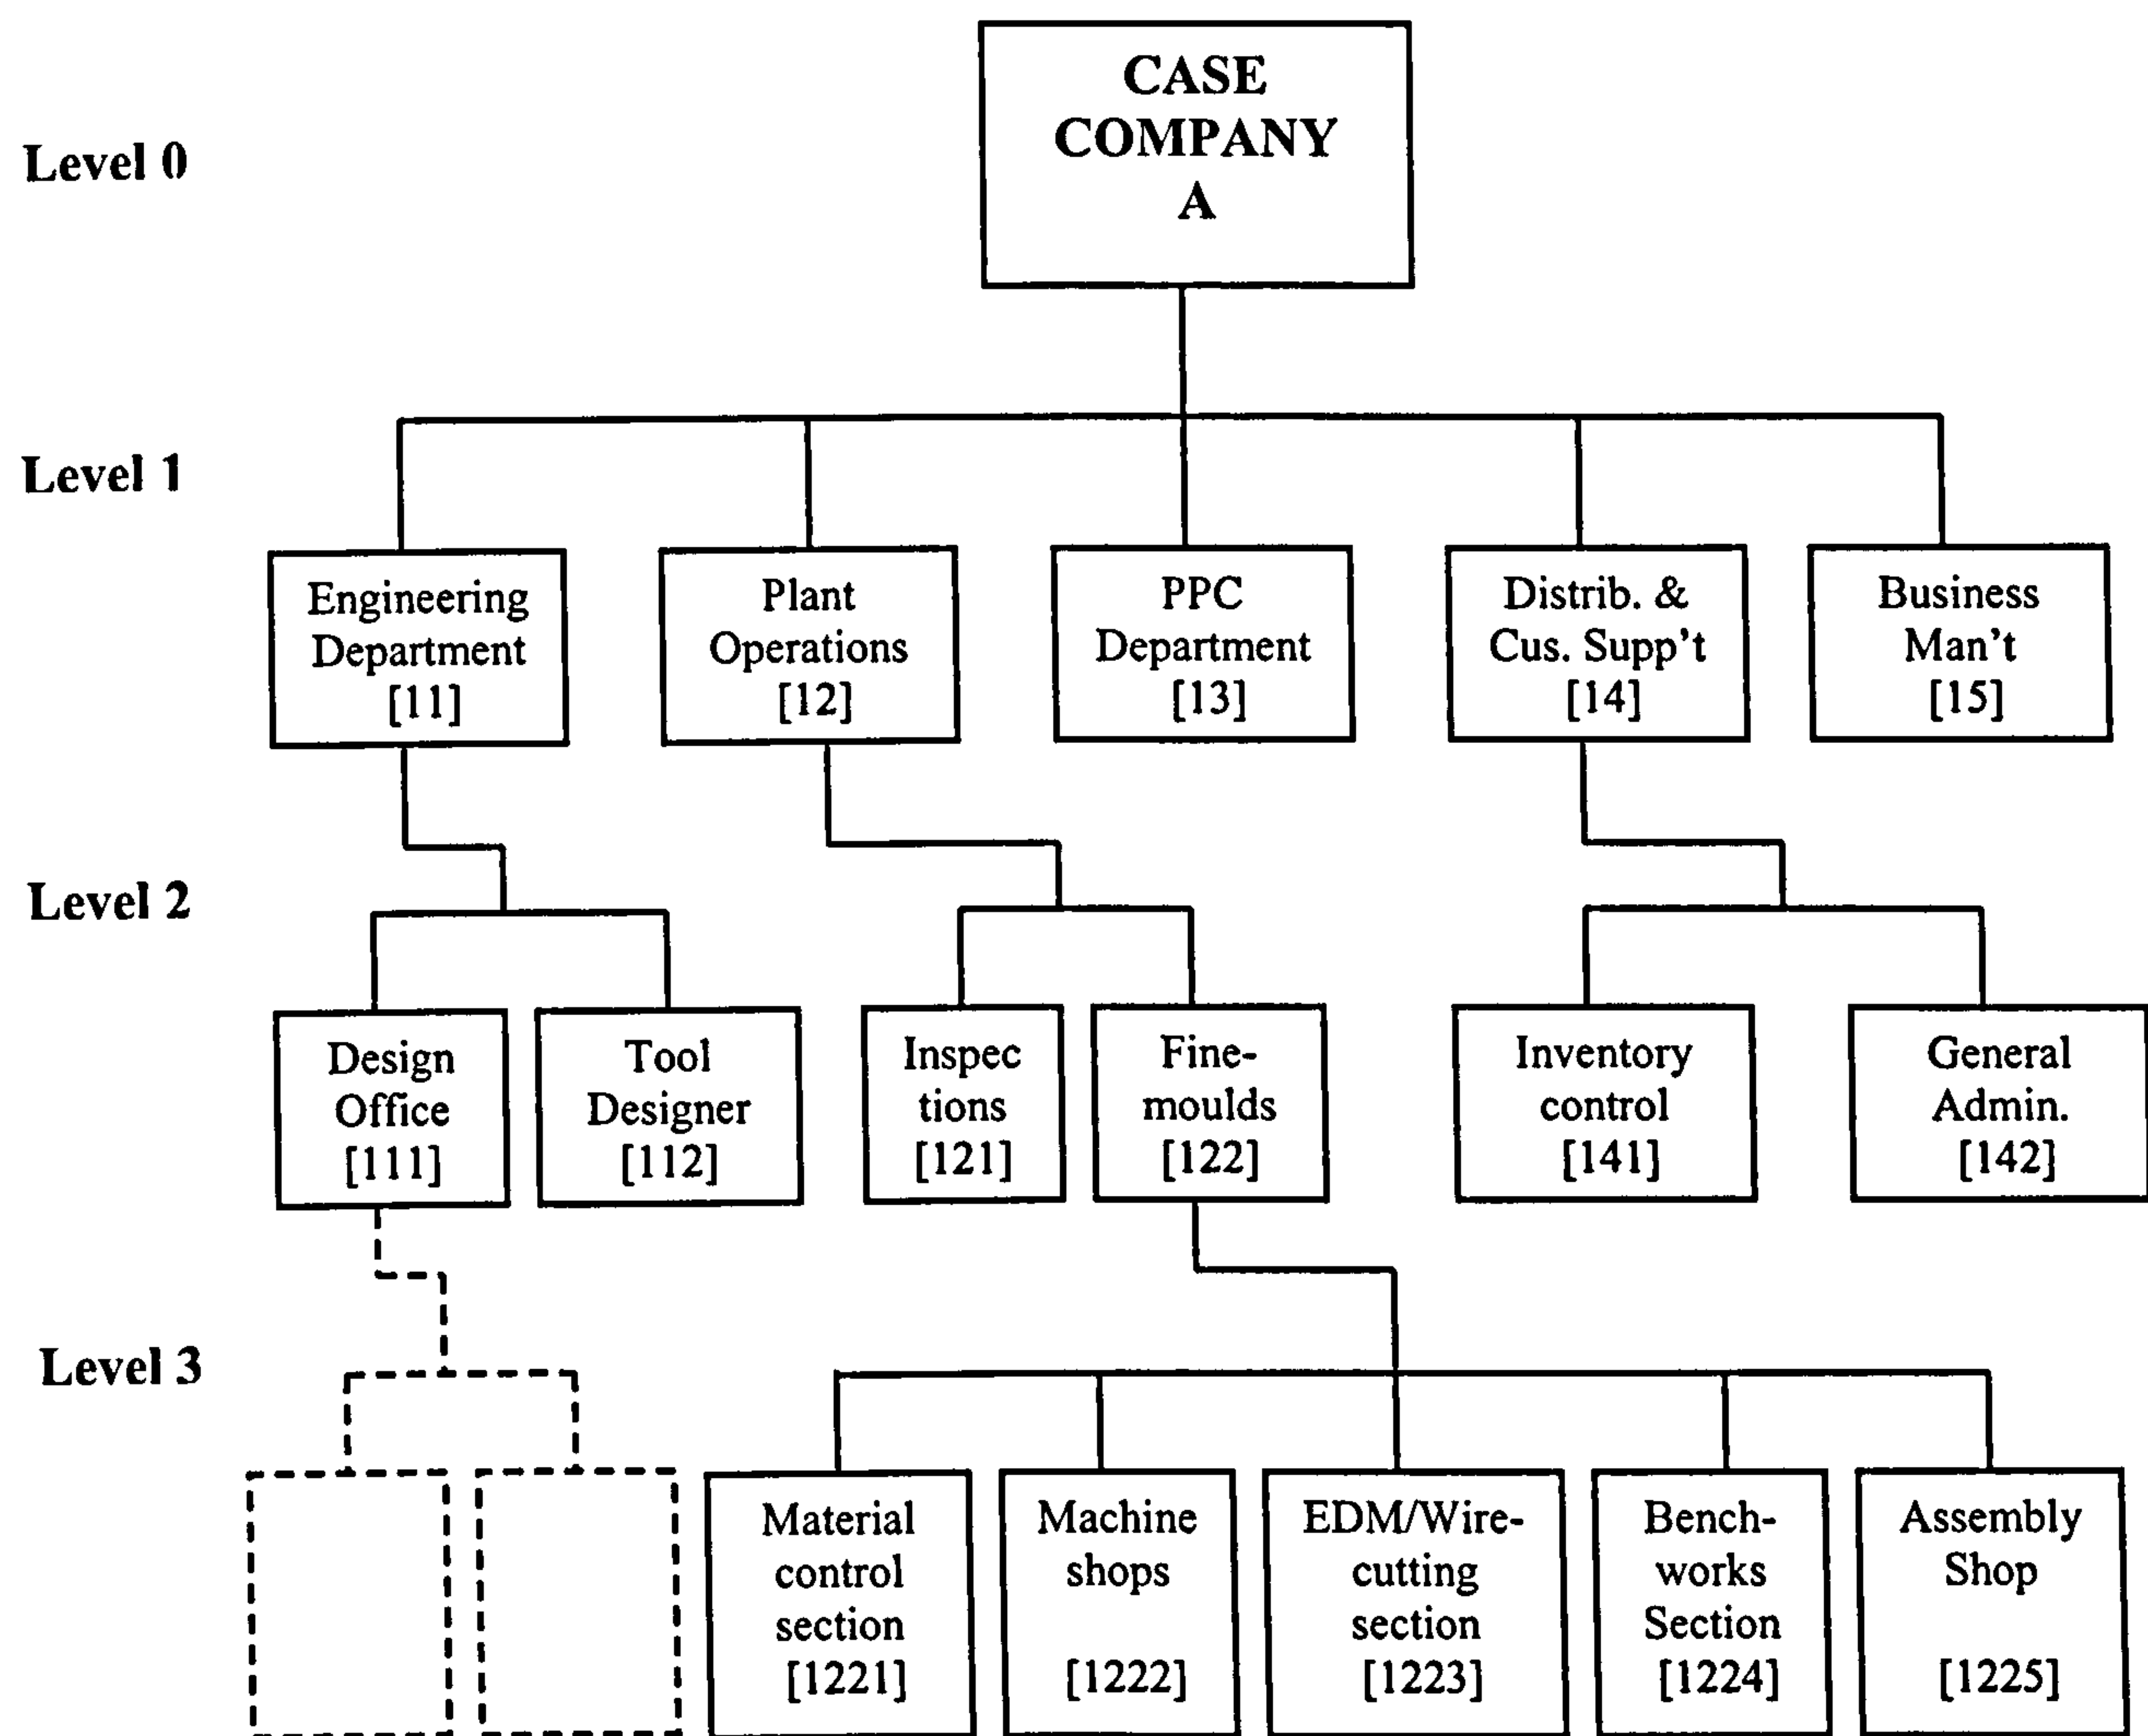 CASE
COMPANY
A
Level 0
Level 1
Engineering
Department
[11]
Plant
Operations
[12]
PPC
Department
[13]
Distrib. &
Cus. Supp't
[14]
Business
Man't
[15]
Level 2
Design
Office
[111]
Tool
Designer
[112]
Inspec
tions
[121]
Fine-
moulds
[122]
Inventory
control
[141]
General
Admin.
[142]
Level 3
Material
control
section
[1221]
Machine
shops
[1222]
EDM/Wire-
cutting
section
[1223]
Bench-
works
Section
[1224]
Assembly
Shop
[1225]